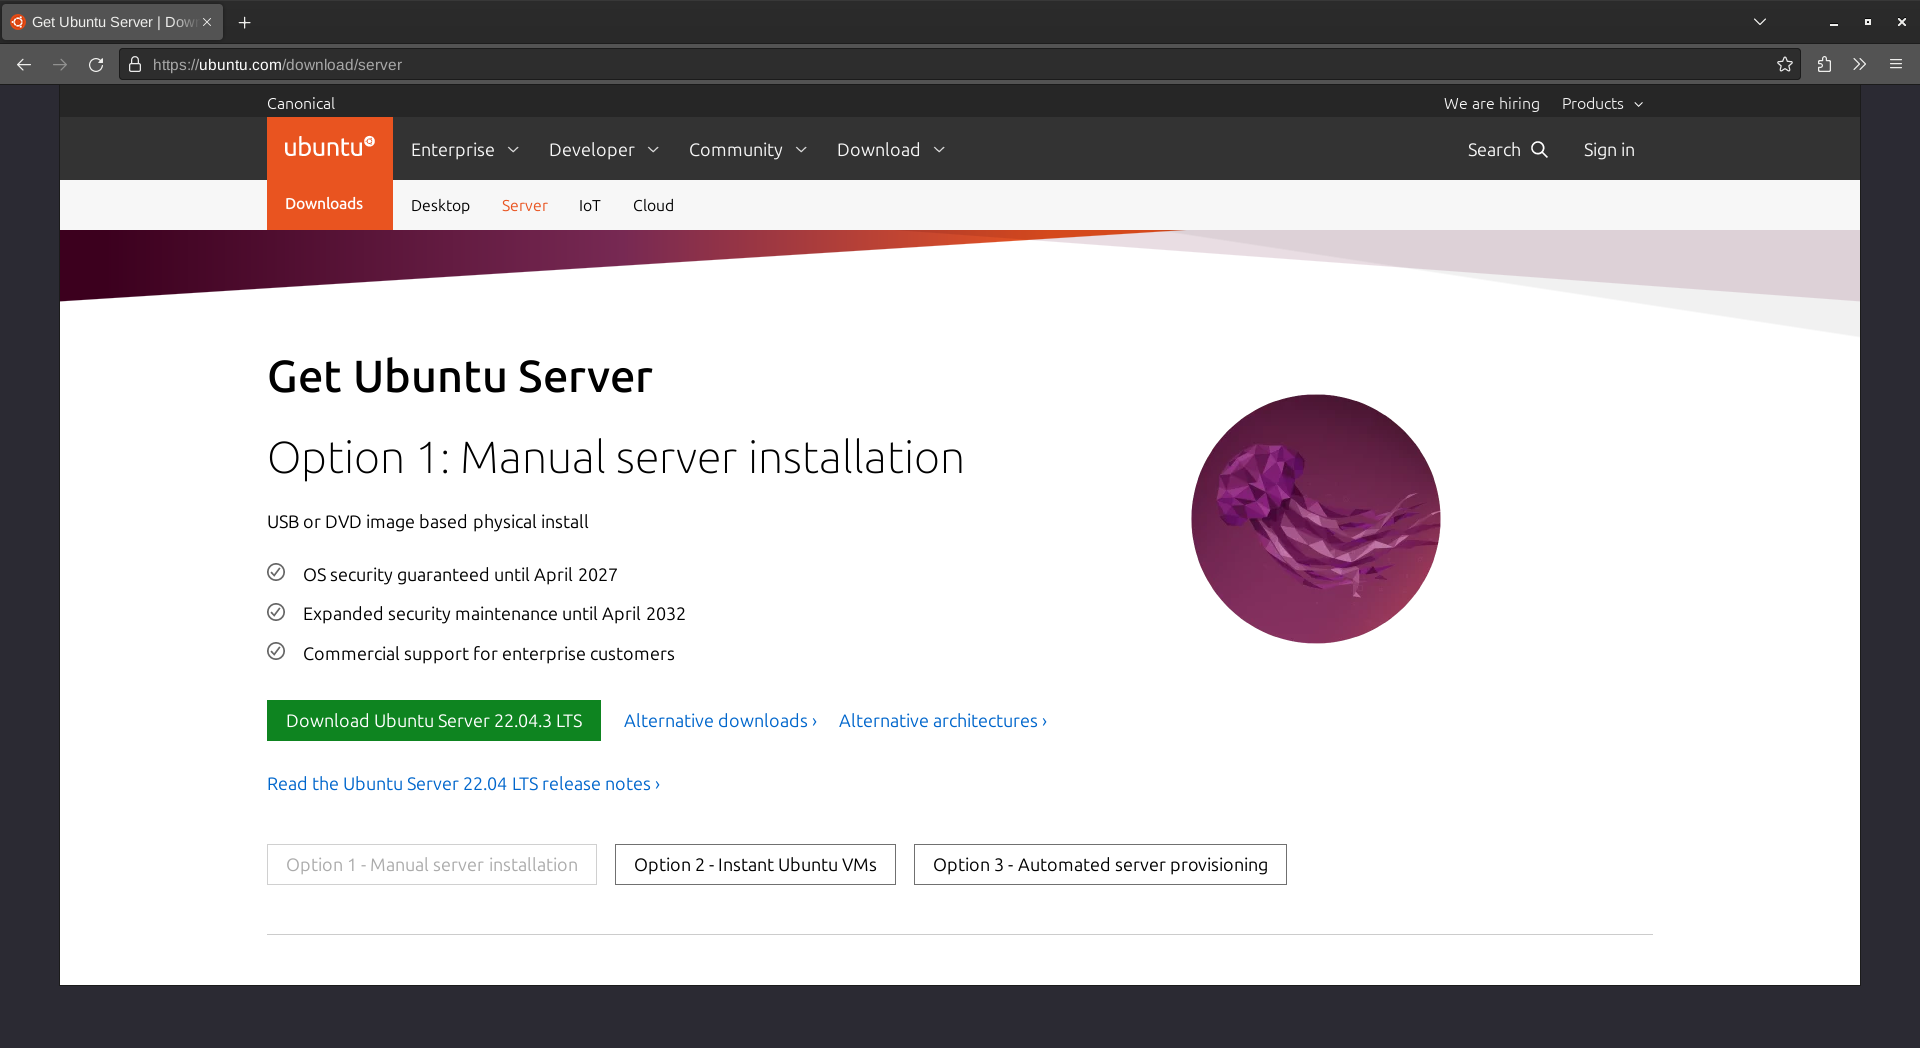 Get Ubuntu Server | Dow
https://ubuntu.com/download/server
Canonical
We are hiring
Products
ubuntu
Enterprise
Developer
Community
Download
Search
Sign in
Downloads
Desktop
Server
IoT
Cloud
Get Ubuntu Server
Option 1: Manual server installation
USB or DVD image based physical install
OS security guaranteed until April 2027
Expanded security maintenance until April 2032
Commercial support for enterprise customers
Download Ubuntu Server 22.04.3 LTS
Alternative downloads ›
Alternative architectures ›
Read the Ubuntu Server 22.04 LTS release notes ›
Option 1 - Manual server installation
Option 2 - Instant Ubuntu VMs
Option 3 - Automated server provisioning